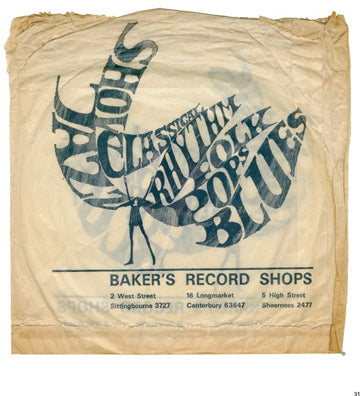 SHOWS
JAZZ
CLASSICAL
RHYTHM
FOLK
POPS
BLUES
BAKER'S RECORD SHOPS
2 West Street 16 Longmarket 5 High Street
Sittingbourne 3727 Canterbury 63647 Sheerness 2477
31